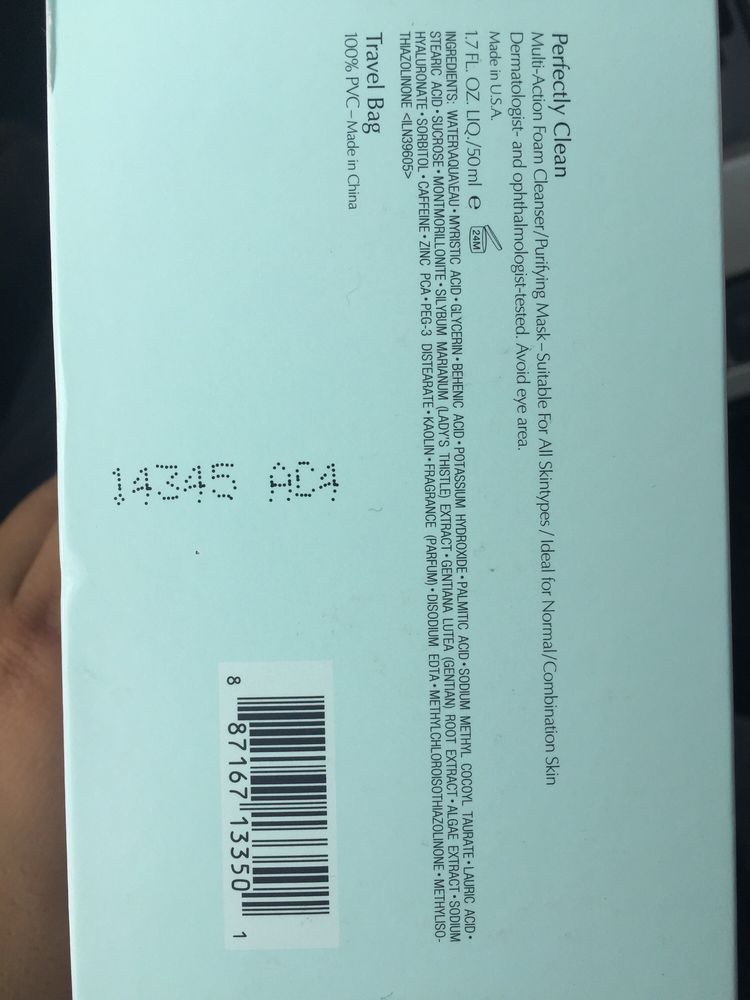 Perfectly Clean
Multi-Action Foam Cleanser/Purifying Mask–Suitable For All Skintypes / Ideal for Normal/Combination Skin
Dermatologist- and ophthalmologist-tested. Avoid eye area.
Made in U.S.A.
1.7 FL. OZ. LIQ./50 ml e 24M
INGREDIENTS: WATER\AQUA\EAU • MYRISTIC ACID • GLYCERIN • BEHENIC ACID • POTASSIUM HYDROXIDE • PALMITIC ACID • SODIUM METHYL COCOYL TAURATE • LAURIC ACID •
STEARIC ACID • SUCROSE • MONTMORILLONITE • SILYBUM MARIANUM (LADY'S THISTLE) EXTRACT • GENTIANA LUTEA (GENTIAN) ROOT EXTRACT • ALGAE EXTRACT • SODIUM
HYALURONATE • SORBITOL • CAFFEINE • ZINC PCA • PEG-3 DISTEARATE • KAOLIN • FRAGRANCE (PARFUM) • DISODIUM EDTA • METHYLCHLOROISOTHIAZOLINONE • METHYLISO-
THIAZOLINONE <ILN39605>
Travel Bag
100% PVC – Made in China
8 87167 13350 1